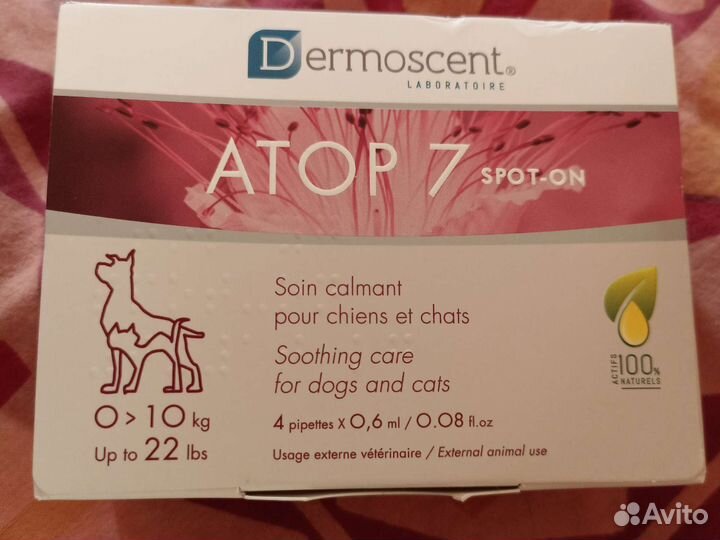 Dermoscent®
LABORATOIRE
ATOP 7 SPOT-ON
Soin calmant
pour chiens et chats
Soothing care
for dogs and cats
4 pipettes X 0,6 ml / 0.08 fl.oz
Usage externe vétérinaire / External animal use
0 > 10 kg
Up to 22 lbs
ACTIFS
100%
NATURELS
Avito